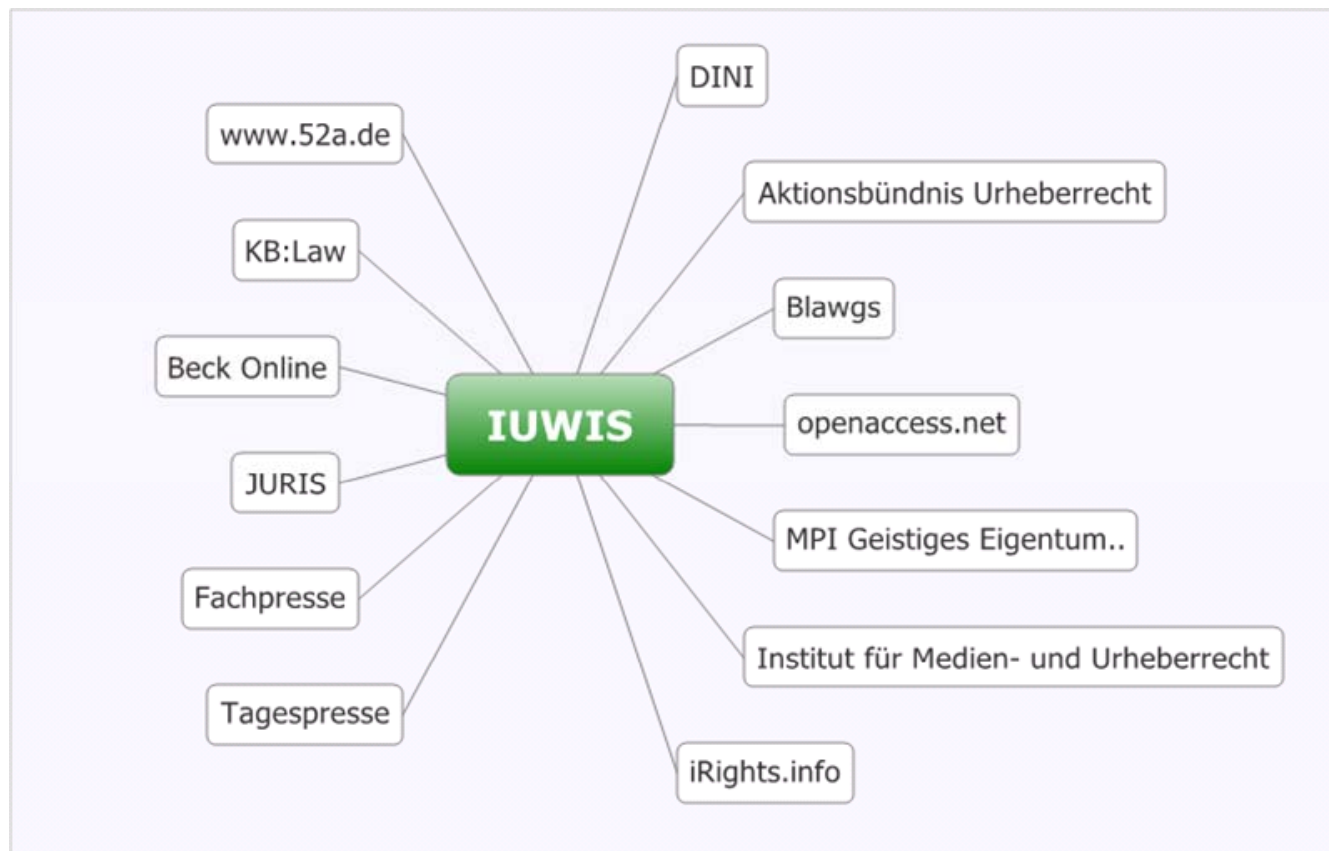 DINI
www.52a.de
Aktionsbündnis Urheberrecht
KB:Law
Blawgs
Beck Online
IUWIS
openaccess.net
JURIS
MPI Geistiges Eigentum..
Fachpresse
Institut für Medien- und Urheberrecht
Tagespresse
iRights.info